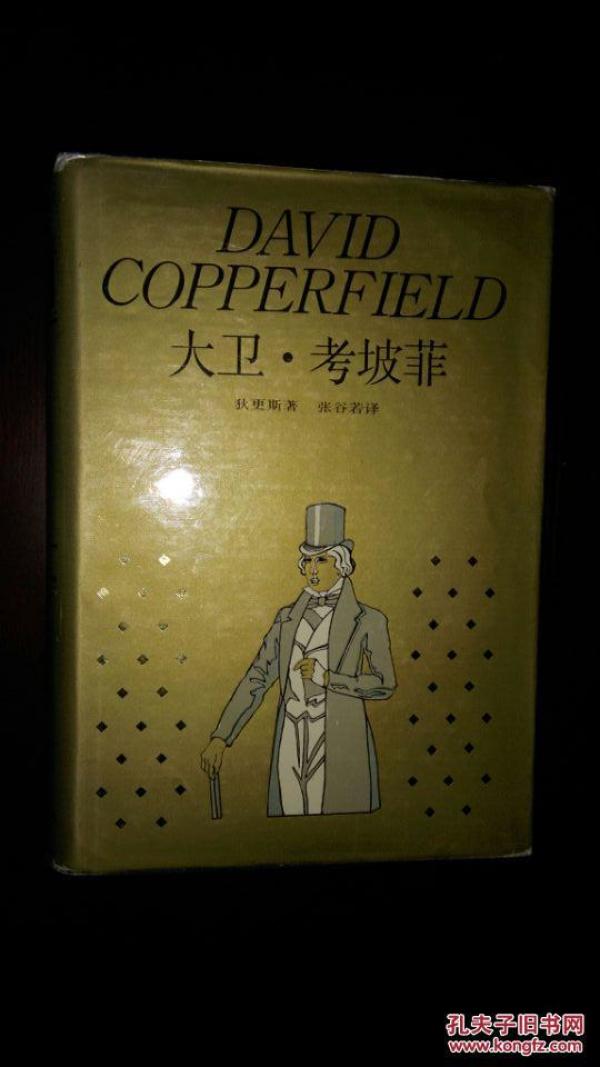 DAVID
COPPERFIELD
大卫·考坡菲
狄更斯著 张谷若译
孔夫子旧书网
www.kongfz.com